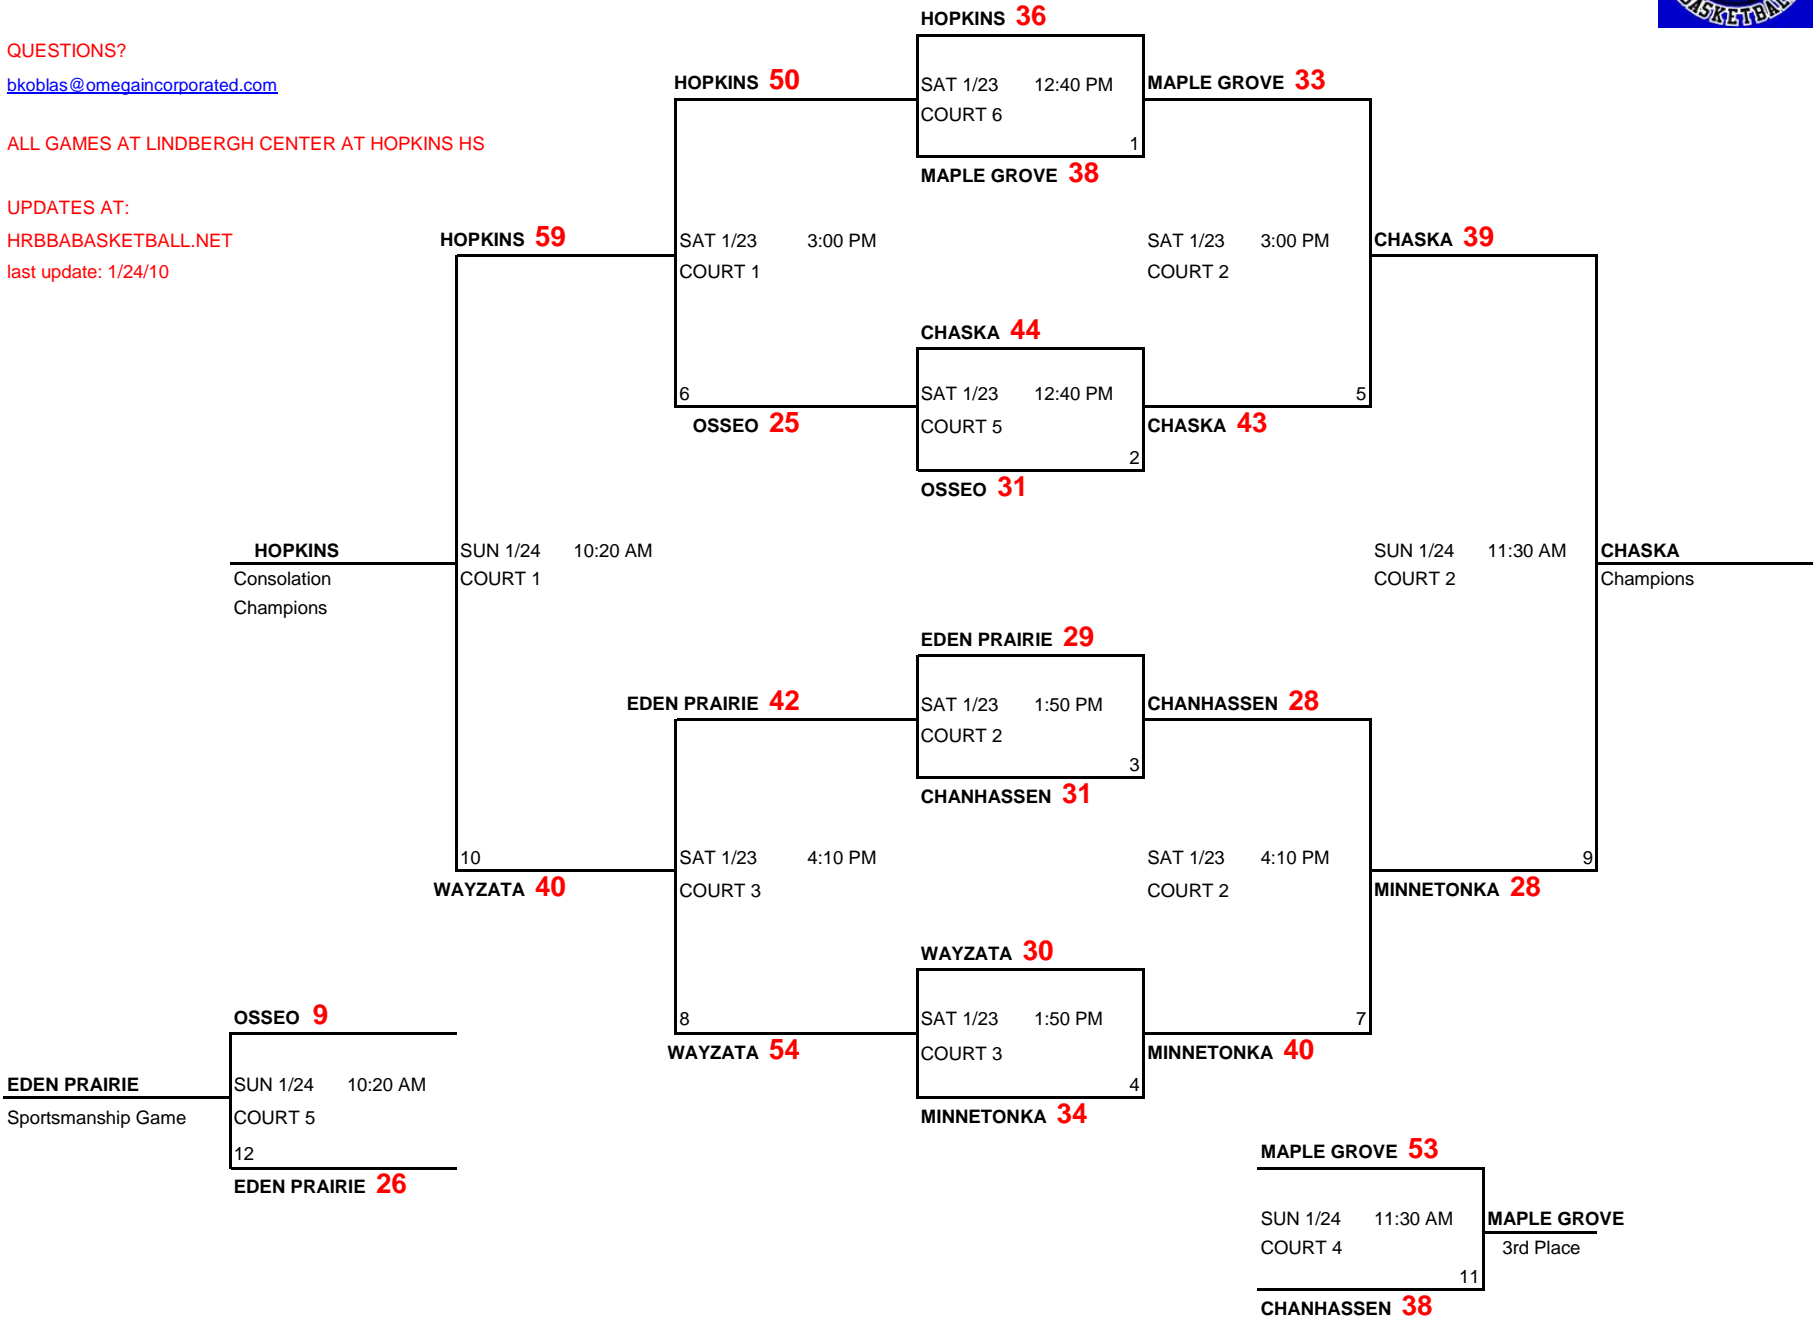 BASKETBALL
HOPKINS 36
QUESTIONS?
bkoblas@omegaincorporated.com
HOPKINS 50
SAT 1/23 12:40 PM
MAPLE GROVE 33
COURT 6
1
ALL GAMES AT LINDBERGH CENTER AT HOPKINS HS
MAPLE GROVE 38
UPDATES AT:
HRBBABASKETBALL.NET
last update: 1/24/10
HOPKINS 59
SAT 1/23 3:00 PM
COURT 1
SAT 1/23 3:00 PM
COURT 2
CHASKA 39
CHASKA 44
6
SAT 1/23 12:40 PM
5
OSSEO 25
COURT 5
CHASKA 43
2
OSSEO 31
HOPKINS
Consolation
Champions
SUN 1/24 10:20 AM
COURT 1
SUN 1/24 11:30 AM
COURT 2
CHASKA
Champions
EDEN PRAIRIE 29
EDEN PRAIRIE 42
SAT 1/23 1:50 PM
CHANHASSEN 28
COURT 2
3
CHANHASSEN 31
10
SAT 1/23 4:10 PM
COURT 3
SAT 1/23 4:10 PM
COURT 2
9
WAYZATA 40
MINNETONKA 28
WAYZATA 30
8
SAT 1/23 1:50 PM
7
WAYZATA 54
COURT 3
MINNETONKA 40
4
MINNETONKA 34
OSSEO 9
EDEN PRAIRIE
Sportsmanship Game
SUN 1/24 10:20 AM
COURT 5
12
EDEN PRAIRIE 26
MAPLE GROVE 53
SUN 1/24 11:30 AM
COURT 4
MAPLE GROVE
3rd Place
11
CHANHASSEN 38